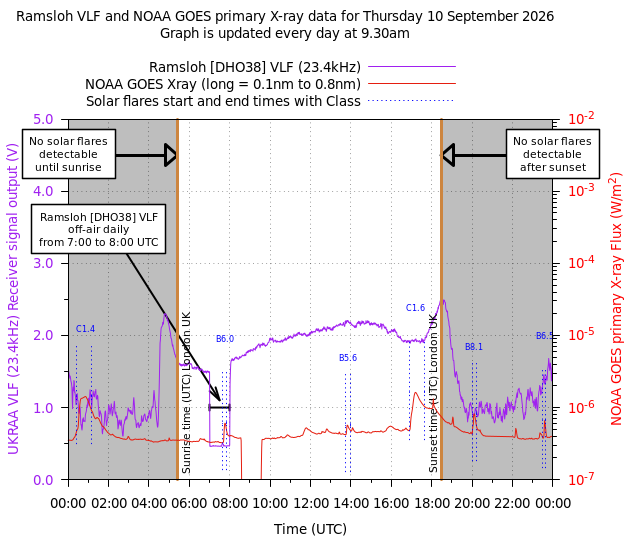 Ramsloh VLF and NOAA GOES primary X-ray data for Thursday 10 September 2026
Graph is updated every day at 9.30am
Ramsloh [DHO38] VLF (23.4kHz)
NOAA GOES Xray (long = 0.1nm to 0.8nm)
Solar flares start and end times with Class
5.0
4.0
3.0
2.0
1.0
0.0
UKRAA VLF (23.4kHz) Receiver signal output (V)
No solar flares
detectable
until sunrise
Ramsloh [DHO38] VLF
off-air daily
from 7:00 to 8:00 UTC
No solar flares
detectable
after sunset
C1.4
B6.0
B5.6
C1.6
B8.1
Sunrise time (UTC) London UK
Sunset time (UTC) London UK
10-2
10-3
10-4
10-5
10-6
10-7
NOAA GOES primary X-ray Flux (W/m2)
00:00 02:00 04:00 06:00 08:00 10:00 12:00 14:00 16:00 18:00 20:00 22:00 00:00
Time (UTC)